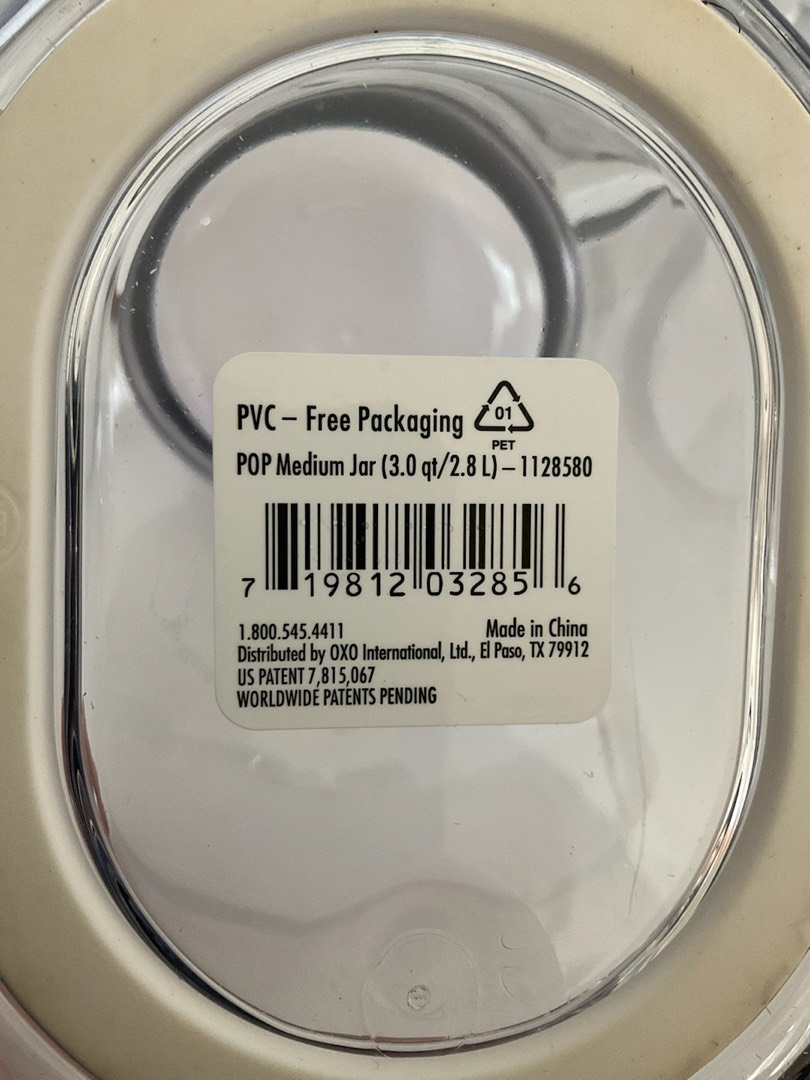 PVC – Free Packaging 01
PET
POP Medium Jar (3.0 qt/2.8 L) – 1128580
7 19812 03285 6
1.800.545.4411 Made in China
Distributed by OXO International, Ltd., El Paso, TX 79912
US PATENT 7,815,067
WORLDWIDE PATENTS PENDING